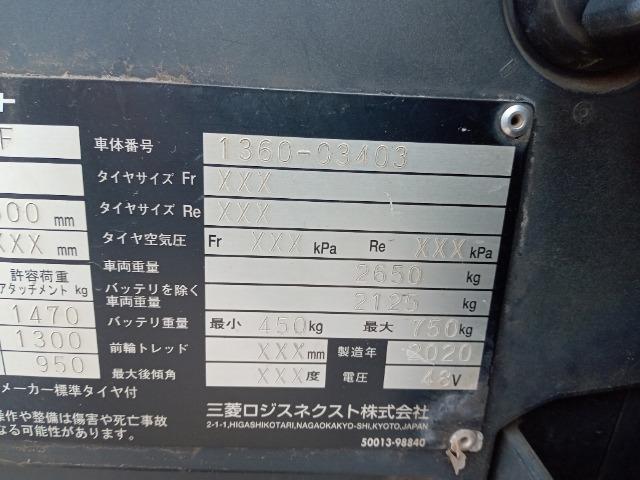 F
車体番号 1360-03403
タイヤサイズ Fr XXX
タイヤサイズ Re XXX
500 mm タイヤ空気圧 Fr XXX kPa Re XXX kPa
XXX mm 車両重量 2650 kg
許容荷重
アタッチメント kg
バッテリを除く
車両重量 2125 kg
1470 バッテリ重量 最小 450kg 最大 750kg
1300 前輪トレッド XXX mm 製造年 2020
950 最大後傾角 XXX度 電圧 48V
メーカー標準タイヤ付
三菱ロジスネクスト株式会社
操作や整備は傷害や死亡事故
2-1-1,HIGASHIKOTARI,NAGAOKAKYO-SHI,KYOTO,JAPAN
なる可能性があります。
50013-98840